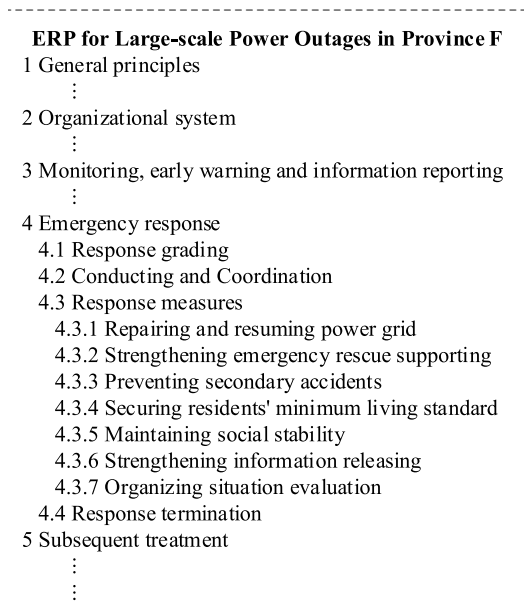 ERP for Large-scale Power Outages in Province F
1 General principles
⋮
2 Organizational system
⋮
3 Monitoring, early warning and information reporting
⋮
4 Emergency response
4.1 Response grading
4.2 Conducting and Coordination
4.3 Response measures
4.3.1 Repairing and resuming power grid
4.3.2 Strengthening emergency rescue supporting
4.3.3 Preventing secondary accidents
4.3.4 Securing residents' minimum living standard
4.3.5 Maintaining social stability
4.3.6 Strengthening information releasing
4.3.7 Organizing situation evaluation
4.4 Response termination
5 Subsequent treatment
⋮
⋮